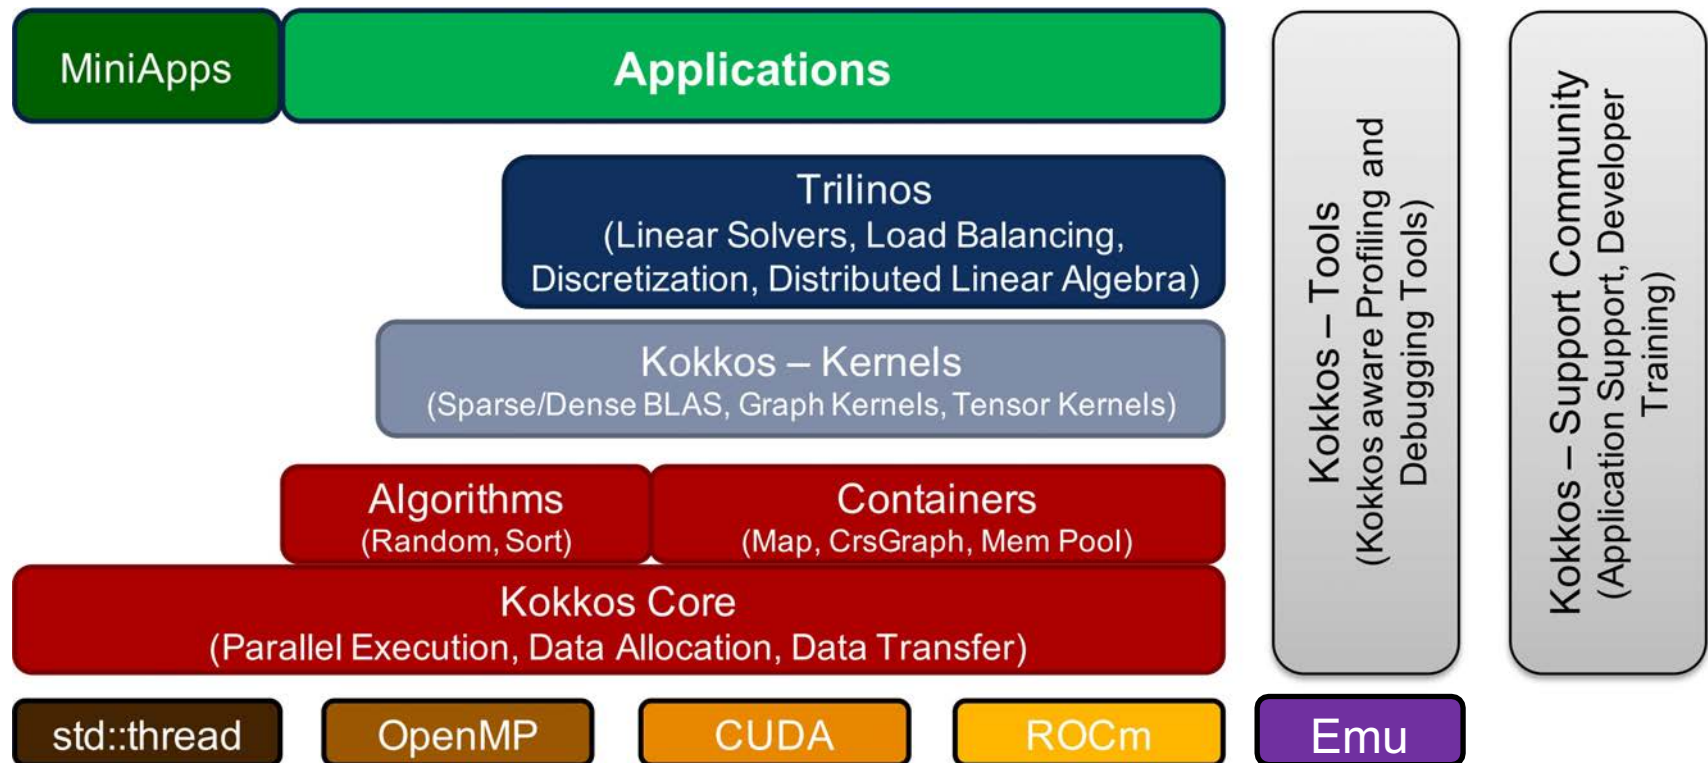 MiniApps
Applications
Trilinos
(Linear Solvers, Load Balancing,
Discretization, Distributed Linear Algebra)
Kokkos – Kernels
(Sparse/Dense BLAS, Graph Kernels, Tensor Kernels)
Algorithms
(Random, Sort)
Containers
(Map, CrsGraph, Mem Pool)
Kokkos Core
(Parallel Execution, Data Allocation, Data Transfer)
std::thread
OpenMP
CUDA
ROCm
Emu
Kokkos – Tools
(Kokkos aware Profiling and
Debugging Tools)
Kokkos – Support Community
(Application Support, Developer
Training)